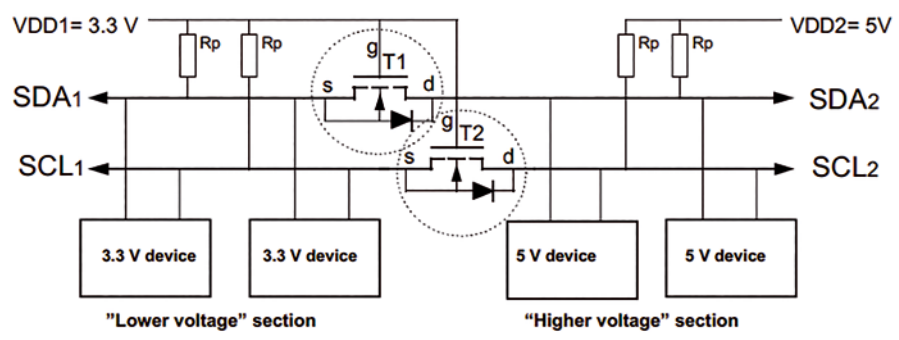 VDD1= 3.3 V
VDD2= 5V
Rp
Rp
Rp
Rp
g
T1
s
d
SDA1
SDA2
g
T2
s
d
SCL1
SCL2
3.3 V device
3.3 V device
5 V device
5 V device
"Lower voltage" section
"Higher voltage" section